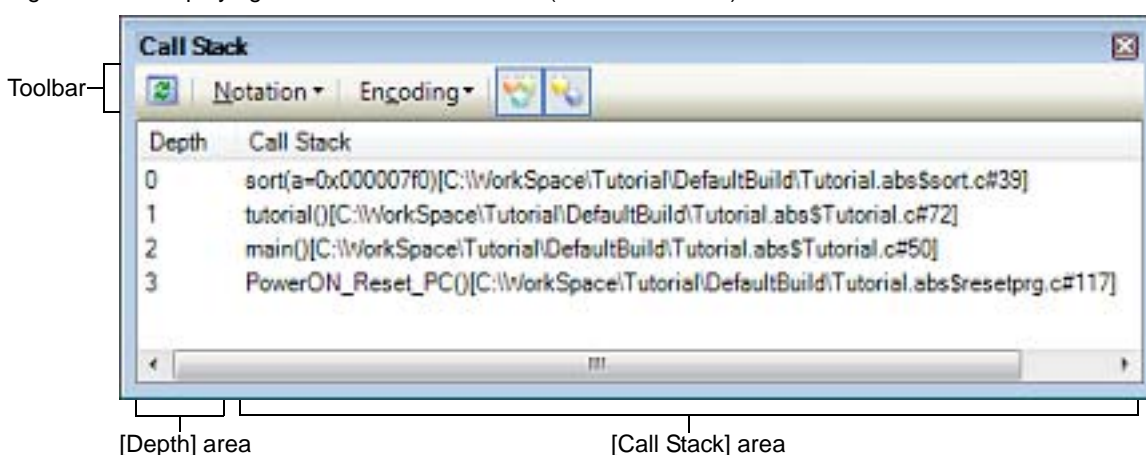 Call Stack
Toolbar
Notation Encoding
Depth Call Stack
0 sort(a=0x000007f0)[C:\WorkSpace\Tutorial\DefaultBuild\Tutorial.abs$sort.c#39]
1 tutorial()[C:\WorkSpace\Tutorial\DefaultBuild\Tutorial.abs$Tutorial.c#72]
2 main()[C:\WorkSpace\Tutorial\DefaultBuild\Tutorial.abs$Tutorial.c#50]
3 PowerON_Reset_PC()[C:\WorkSpace\Tutorial\DefaultBuild\Tutorial.abs$resetprg.c#117]
[Depth] area [Call Stack] area